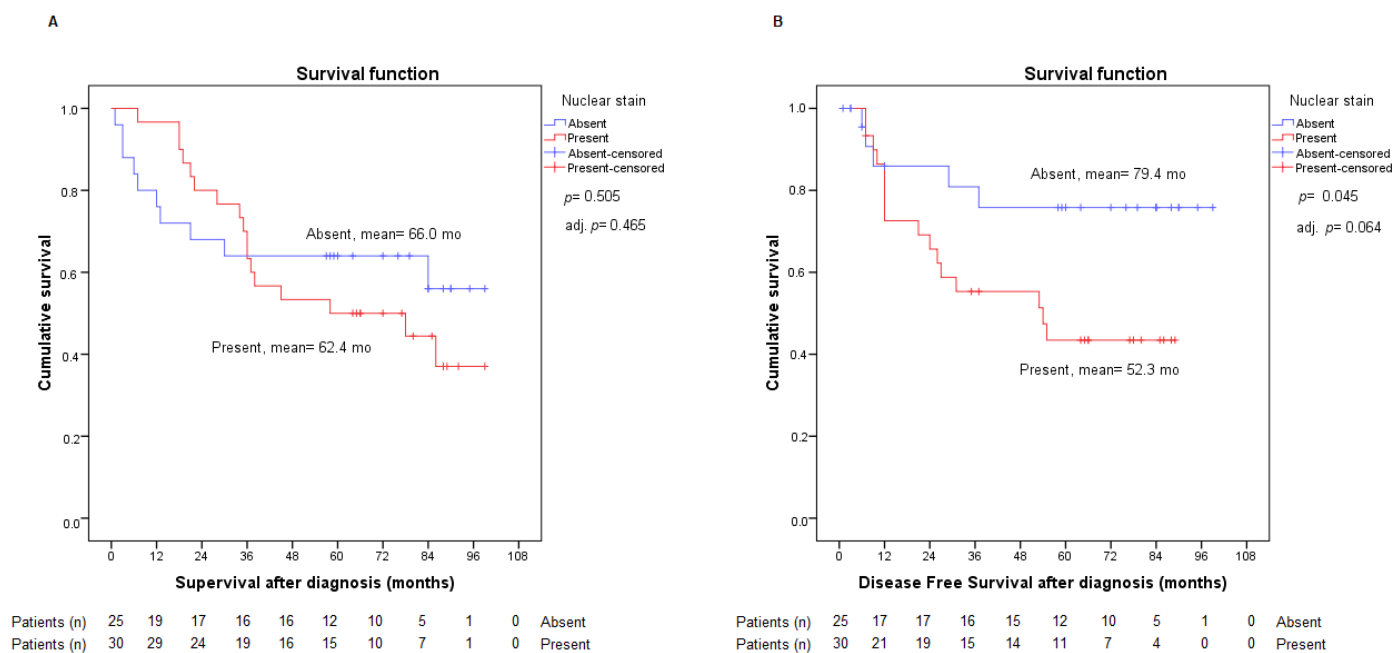 A
Survival function
Nuclear stain
Absent
Present
Absent-censored
Present-censored
p= 0.505
adj. p= 0.465
Absent, mean= 66.0 mo
Present, mean= 62.4 mo
Cumulative survival
1.0
0.8
0.6
0.4
0.2
0.0
0 12 24 36 48 60 72 84 96 108
Supervival after diagnosis (months)
Patients (n) 25 19 17 16 16 12 10 5 1 0 Absent
Patients (n) 30 29 24 19 16 15 10 7 1 0 Present
B
Survival function
Nuclear stain
Absent
Present
Absent-censored
Present-censored
p= 0.045
adj. p= 0.064
Absent, mean= 79.4 mo
Present, mean= 52.3 mo
Cumulative survival
1.0
0.8
0.6
0.4
0.2
0.0
0 12 24 36 48 60 72 84 96 108
Disease Free Survival after diagnosis (months)
Patients (n) 25 17 17 16 15 12 10 5 1 0 Absent
Patients (n) 30 21 19 15 14 11 7 4 0 0 Present